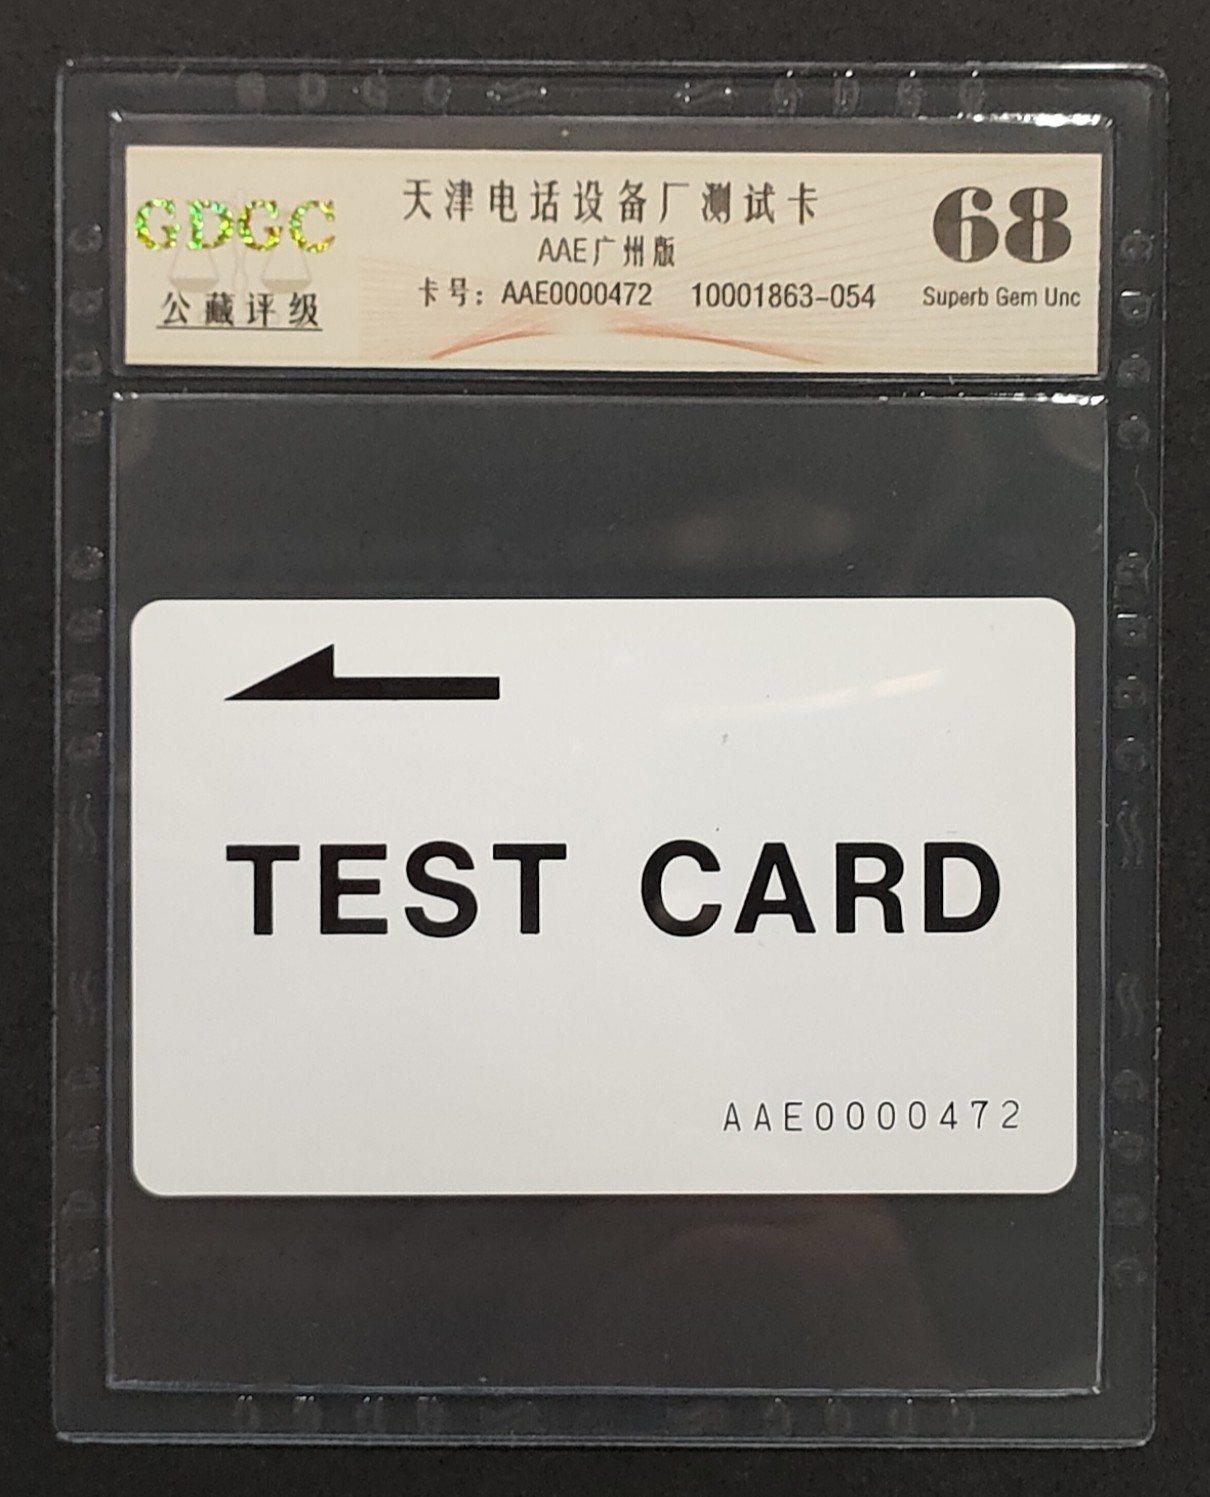 GDGC
公藏评级
天津电话设备厂测试卡
AAE广州版
卡号：AAE0000472 10001863-054
68
Superb Gem Unc
TEST CARD
AAE0000472